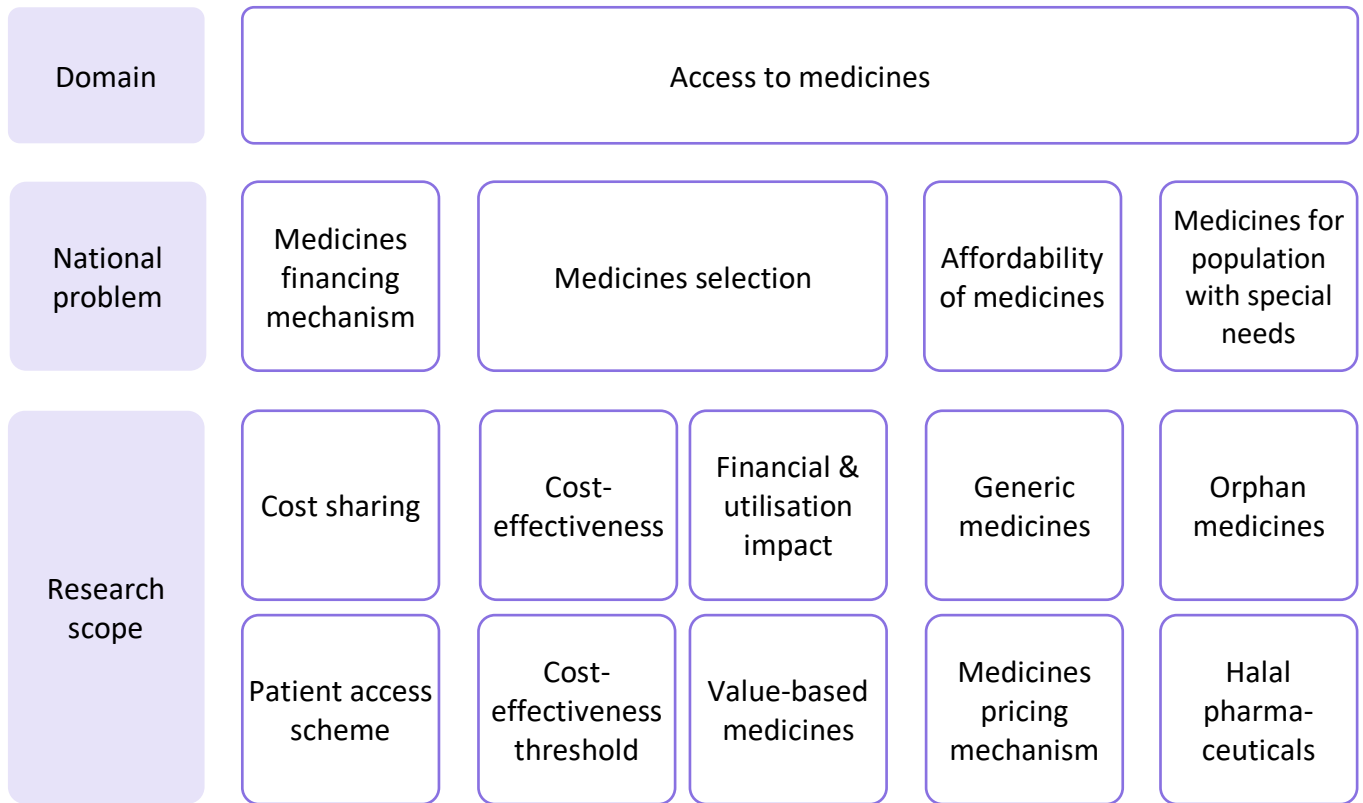 Domain
Access to medicines
National
problem
Medicines
financing
mechanism
Medicines selection
Affordability
of medicines
Medicines for
population
with special
needs
Research
scope
Cost sharing
Cost-
effectiveness
Financial &
utilisation
impact
Generic
medicines
Orphan
medicines
Patient access
scheme
Cost-
effectiveness
threshold
Value-based
medicines
Medicines
pricing
mechanism
Halal
pharma-
ceuticals